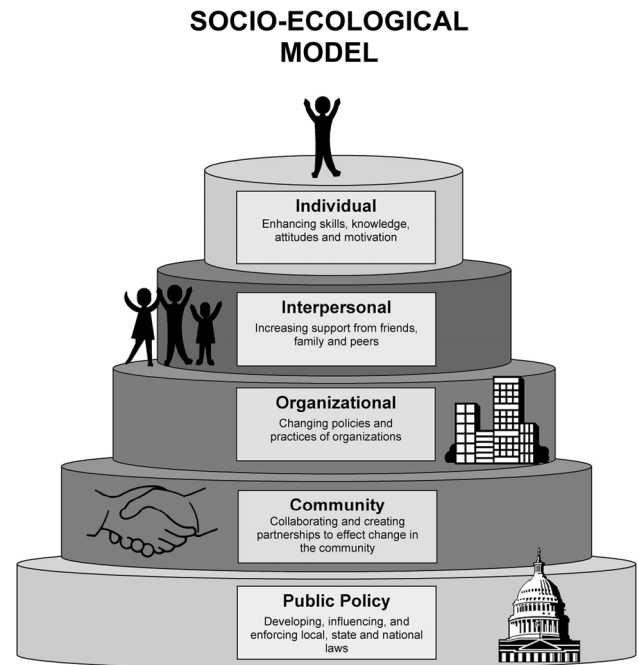 SOCIO-ECOLOGICAL
MODEL
Individual
Enhancing skills, knowledge,
attitudes and motivation
Interpersonal
Increasing support from friends,
family and peers
Organizational
Changing policies and
practices of organizations
Community
Collaborating and creating
partnerships to effect change in
the community
Public Policy
Developing, influencing, and
enforcing local, state and national
laws